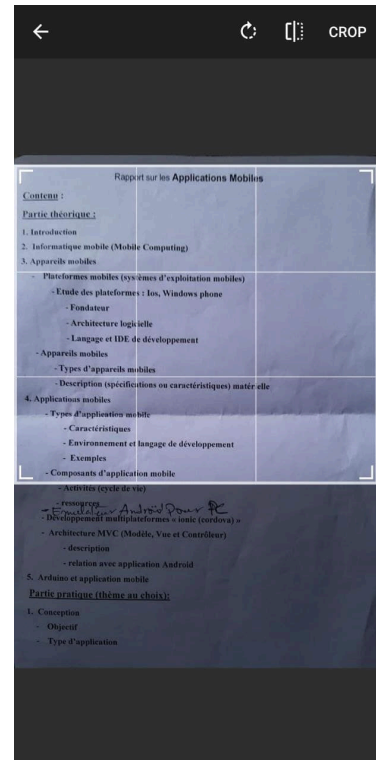 CROP
Rapport sur les Applications Mobiles
Contenu :
Partie théorique :
1. Introduction
2. Informatique mobile (Mobile Computing)
3. Appareils mobiles
- Plateformes mobiles (systèmes d'exploitation mobiles)
- Etude des plateformes : Ios, Windows phone
- Fondateur
- Architecture logicielle
- Langage et IDE de développement
- Appareils mobiles
- Types d'appareils mobiles
- Description (spécifications ou caractéristiques) matérielle
4. Applications mobiles
- Types d'application mobile
- Caractéristiques
- Environnement et langage de développement
- Exemples
- Composants d'application mobile
- Activités (cycle de vie)
- ressources
- Emulateur Android Pour PC
- Développement multiplateformes « ionic (cordova) »
- Architecture MVC (Modèle, Vue et Contrôleur)
- description
- relation avec application Android
5. Arduino et application mobile
Partie pratique (thème au choix):
1. Conception
- Objectif
- Type d'application